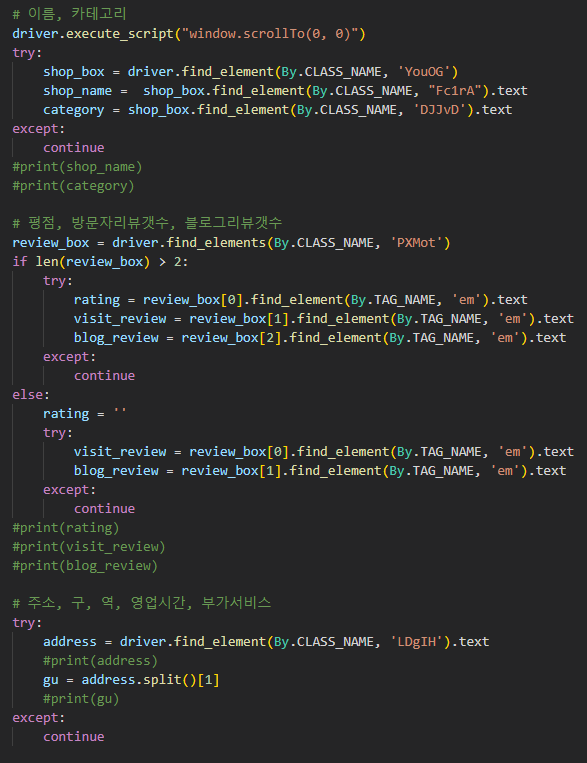 # 이름, 카테고리
driver.execute_script("window.scrollTo(0, 0)")
try:
    shop_box = driver.find_element(By.CLASS_NAME, 'YouOG')
    shop_name =  shop_box.find_element(By.CLASS_NAME, "Fc1rA").text
    category = shop_box.find_element(By.CLASS_NAME, 'DJJvD').text
except:
    continue
#print(shop_name)
#print(category)

# 평점, 방문자리뷰갯수, 블로그리뷰갯수
review_box = driver.find_elements(By.CLASS_NAME, 'PXMot')
if len(review_box) > 2:
    try:
        rating = review_box[0].find_element(By.TAG_NAME, 'em').text
        visit_review = review_box[1].find_element(By.TAG_NAME, 'em').text
        blog_review = review_box[2].find_element(By.TAG_NAME, 'em').text
    except:
        continue
else:
    rating = ''
    try:
        visit_review = review_box[0].find_element(By.TAG_NAME, 'em').text
        blog_review = review_box[1].find_element(By.TAG_NAME, 'em').text
    except:
        continue
#print(rating)
#print(visit_review)
#print(blog_review)

# 주소, 구, 역, 영업시간, 부가서비스
try:
    address = driver.find_element(By.CLASS_NAME, 'LDgIH').text
    #print(address)
    gu = address.split()[1]
    #print(gu)
except:
    continue